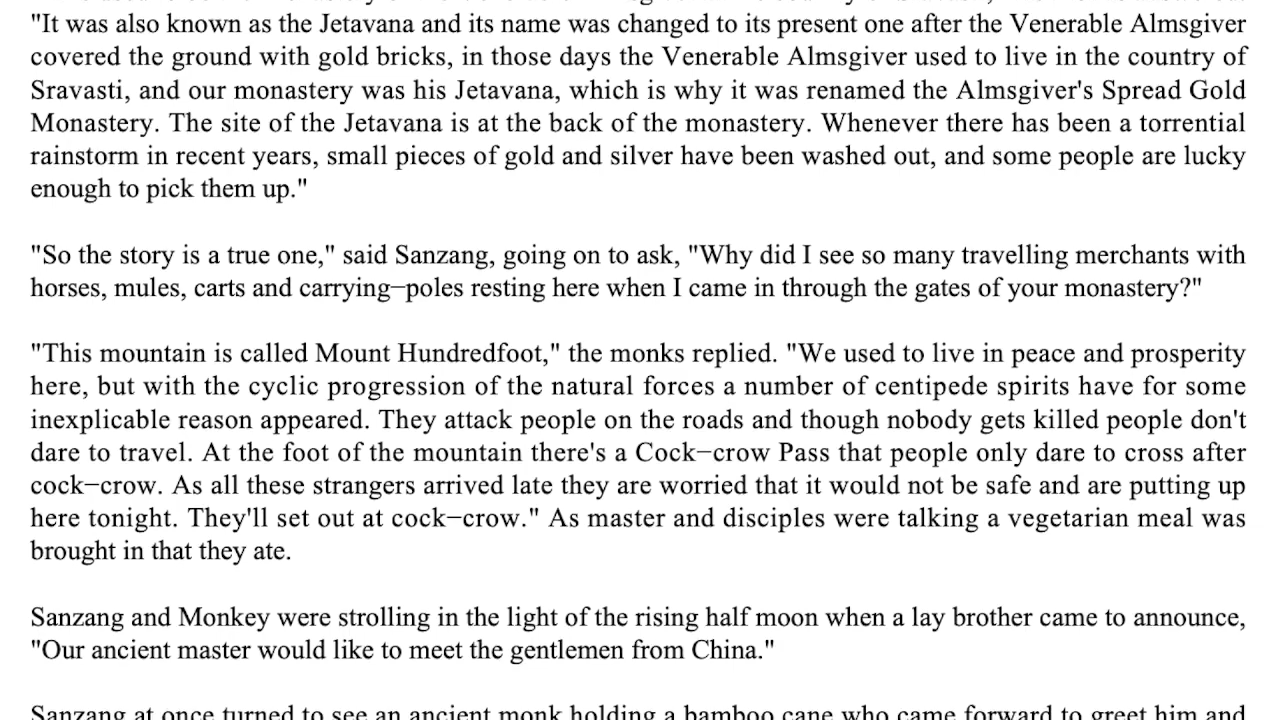 "It was also known as the Jetavana and its name was changed to its present one after the Venerable Almsgiver
covered the ground with gold bricks, in those days the Venerable Almsgiver used to live in the country of
Sravasti, and our monastery was his Jetavana, which is why it was renamed the Almsgiver's Spread Gold
Monastery. The site of the Jetavana is at the back of the monastery. Whenever there has been a torrential
rainstorm in recent years, small pieces of gold and silver have been washed out, and some people are lucky
enough to pick them up."
"So the story is a true one," said Sanzang, going on to ask, "Why did I see so many travelling merchants with
horses, mules, carts and carrying−poles resting here when I came in through the gates of your monastery?"
"This mountain is called Mount Hundredfoot," the monks replied. "We used to live in peace and prosperity
here, but with the cyclic progression of the natural forces a number of centipede spirits have for some
inexplicable reason appeared. They attack people on the roads and though nobody gets killed people don't
dare to travel. At the foot of the mountain there's a Cock−crow Pass that people only dare to cross after
cock−crow. As all these strangers arrived late they are worried that it would not be safe and are putting up
here tonight. They'll set out at cock−crow." As master and disciples were talking a vegetarian meal was
brought in that they ate.
Sanzang and Monkey were strolling in the light of the rising half moon when a lay brother came to announce,
"Our ancient master would like to meet the gentlemen from China."
Sanzang at once turned to see an ancient monk holding a bamboo cane who came forward to greet him and